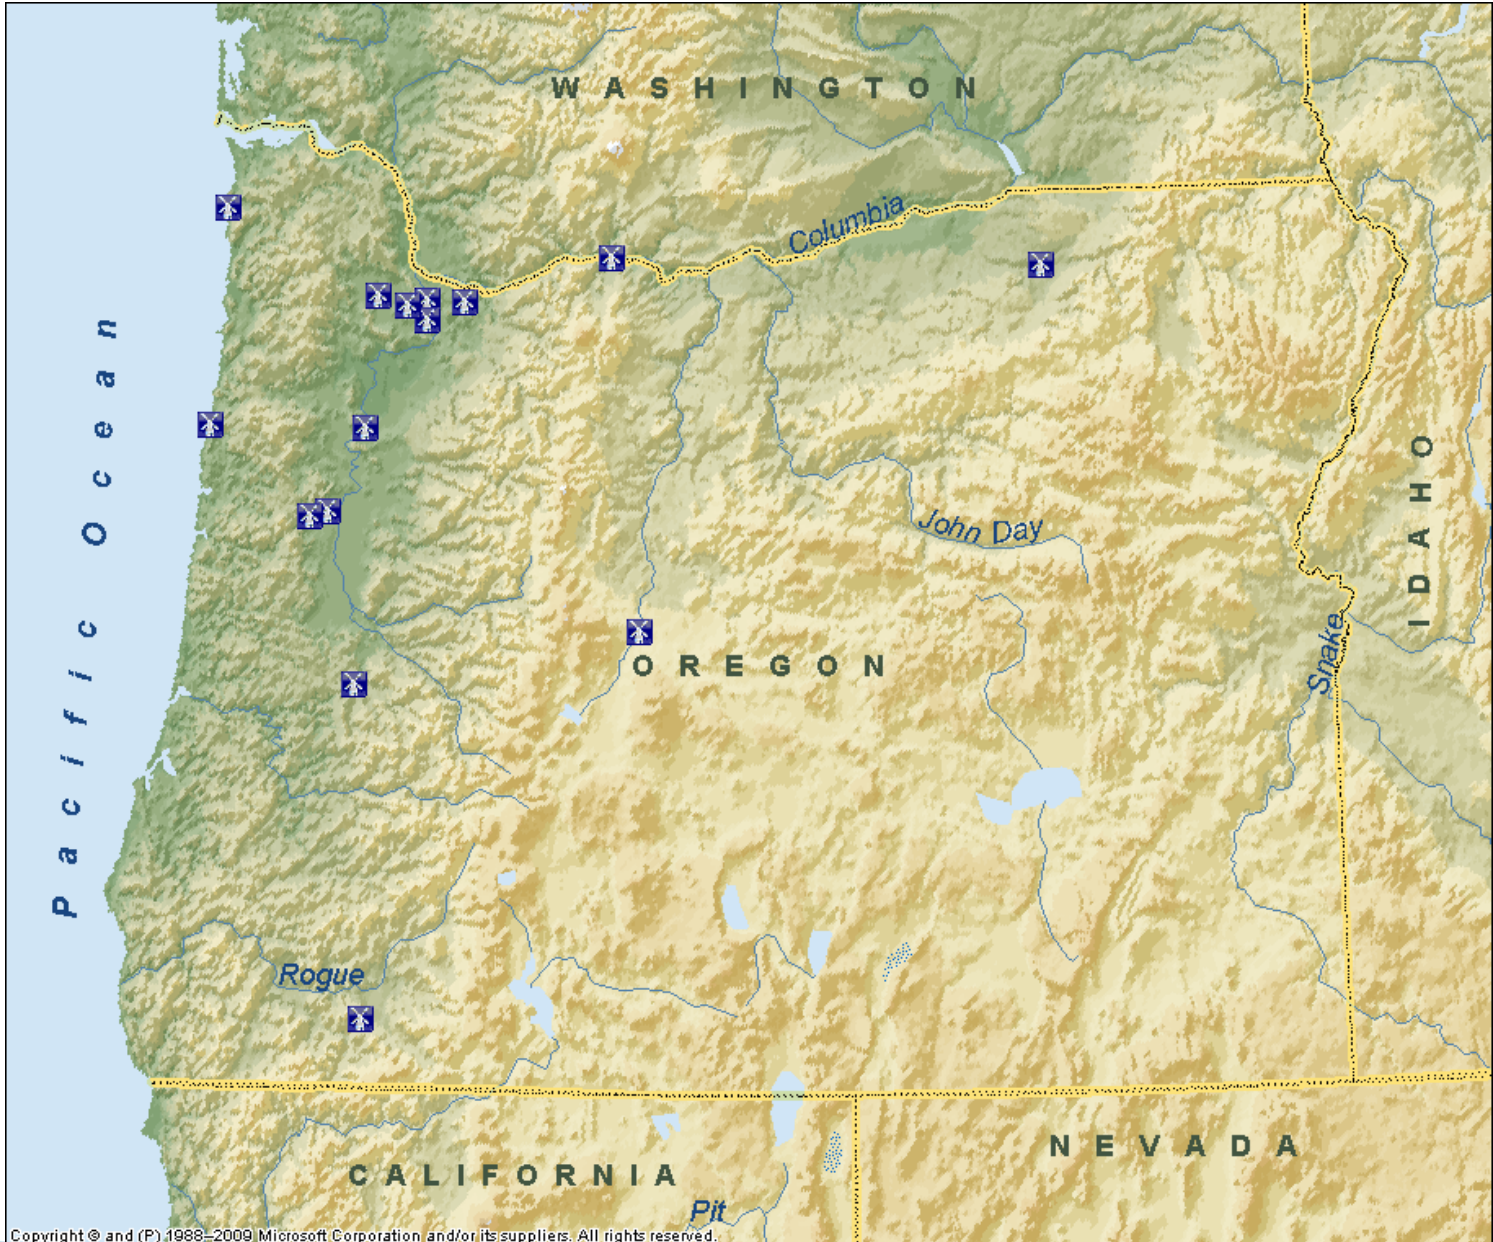 WASHINGTON
Columbia
Pacific Ocean
IDAHO
John Day
Snake
OREGON
Rogue
NEVADA
CALIFORNIA
Pit
Copyright © and (P) 1988–2009 Microsoft Corporation and/or its suppliers. All rights reserved.